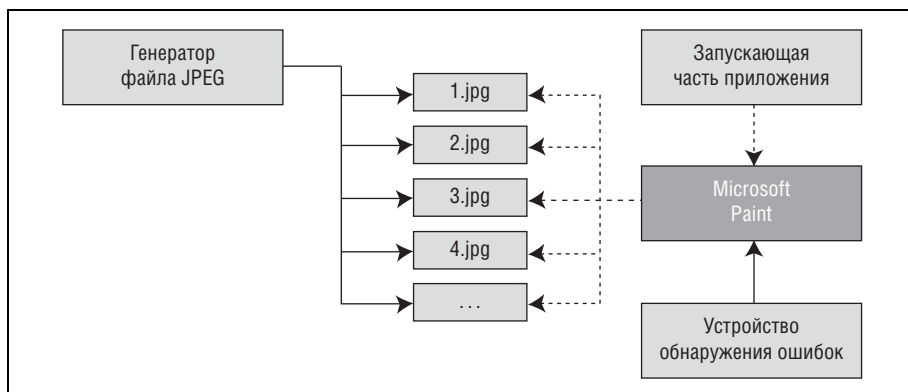 Генератор
файла JPEG
1.jpg
2.jpg
3.jpg
4.jpg
...
Запускающая
часть приложения
Microsoft
Paint
Устройство
обнаружения ошибок